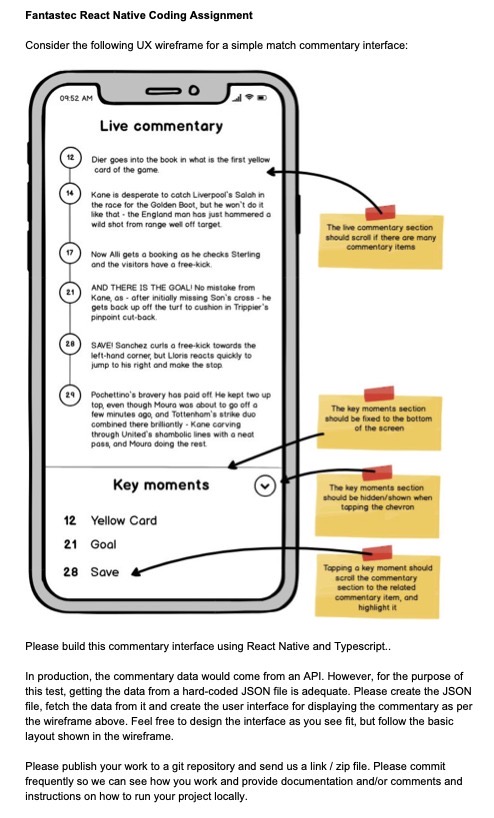 Fantastec React Native Coding Assignment
Consider the following UX wireframe for a simple match commentary interface:
09:52 AM
Live commentary
12
Dier goes into the book in what is the first yellow
card of the game.
14
Kane is desperate to catch Liverpool's Salah in
the race for the Golden Boot, but he won't do it
like that - the England man has just hammered a
wild shot from range well off target.
The live commentary section
should scroll if there are many
commentary items
17
Now Alli gets a booking as he checks Sterling
and the visitors have a free-kick.
21
AND THERE IS THE GOAL! No mistake from
Kane, as - after initially missing Son's cross - he
gets back up off the turf to cushion in Trippier's
pinpoint cut-back.
28
SAVE! Sanchez curls a free-kick towards the
left-hand corner, but Lloris reacts quickly to
jump to his right and make the stop.
29
Pochettino's bravery has paid off. He kept two up
top, even though Moura was about to go off a
few minutes ago, and Tottenham's strike duo
combined there brilliantly - Kane carving
through United's shambolic lines with a neat
pass, and Moura doing the rest.
The key moments section
should be fixed to the bottom
of the screen
Key moments
The key moments section
should be hidden/shown when
tapping the chevron
12 Yellow Card
21 Goal
28 Save
Tapping a key moment should
scroll the commentary
section to the related
commentary item, and
highlight it
Please build this commentary interface using React Native and Typescript..
In production, the commentary data would come from an API. However, for the purpose of
this test, getting the data from a hard-coded JSON file is adequate. Please create the JSON
file, fetch the data from it and create the user interface for displaying the commentary as per
the wireframe above. Feel free to design the interface as you see fit, but follow the basic
layout shown in the wireframe.
Please publish your work to a git repository and send us a link / zip file. Please commit
frequently so we can see how you work and provide documentation and/or comments and
instructions on how to run your project locally.